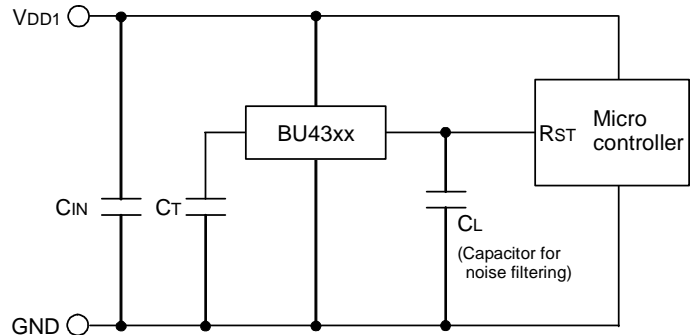 VDD1
BU43xx
RST
Micro
controller
CIN
CT
CL
(Capacitor for
noise filtering)
GND